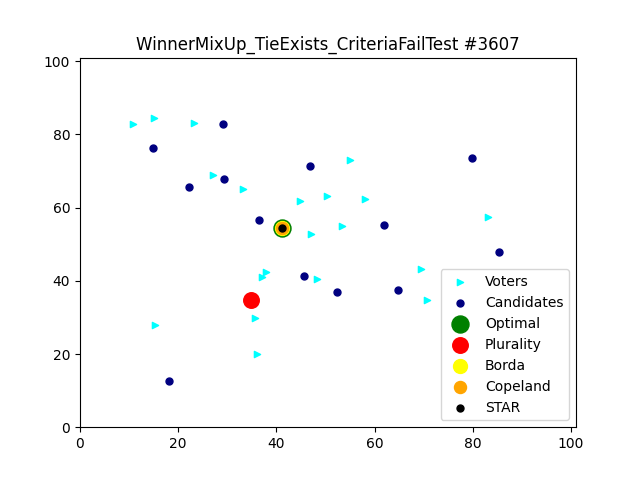 WinnerMixUp_TieExists_CriteriaFailTest #3607
100
80
60
40
20
0
0 20 40 60 80 100
Voters
Candidates
Optimal
Plurality
Borda
Copeland
STAR